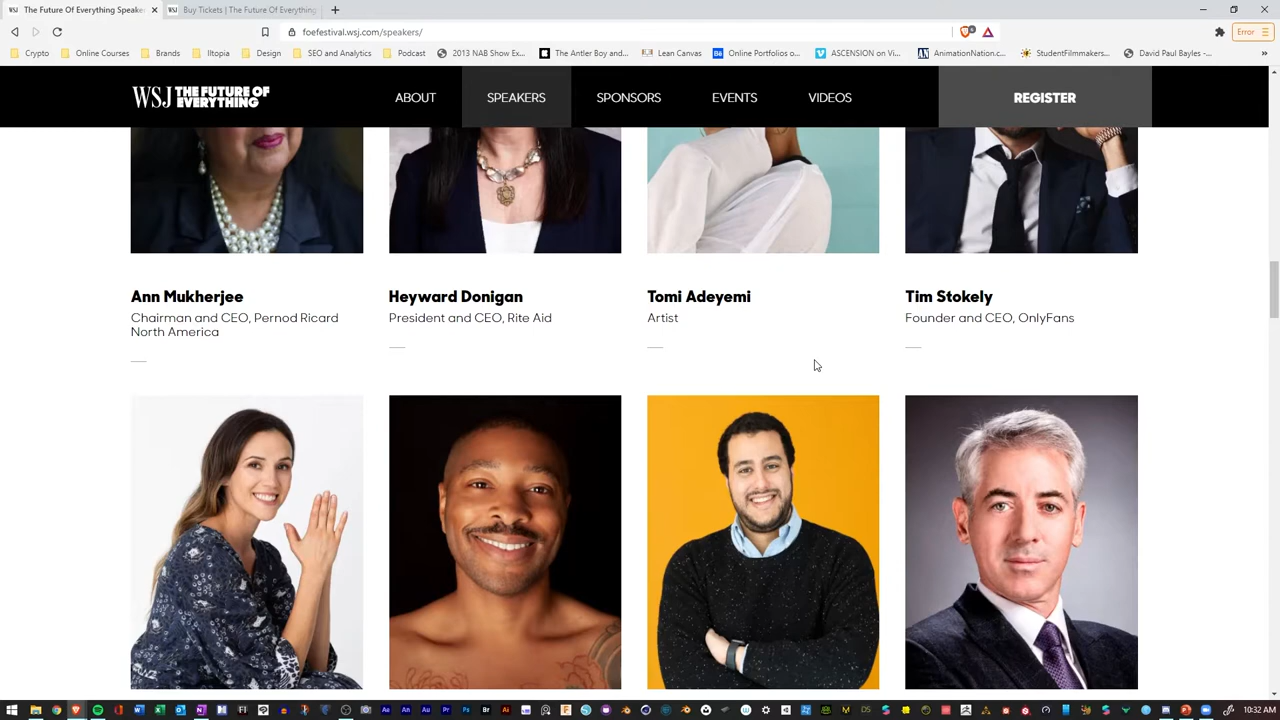 The Future Of Everything Speaker
Buy Tickets | The Future Of Everything
foefestival.wsj.com/speakers/
6
Error
Crypto
Online Courses
Brands
Iltopia
Design
SEO and Analytics
Podcast
2013 NAB Show Ex...
The Antler Boy and...
Lean Canvas
Online Portfolios o...
ASCENSION on Vi...
AnimationNation.c...
StudentFilmmakers...
David Paul Bayles -...
WSJ THE FUTURE OF
EVERYTHING
ABOUT
SPEAKERS
SPONSORS
EVENTS
VIDEOS
REGISTER
Ann Mukherjee
Chairman and CEO, Pernod Ricard
North America
Heyward Donigan
President and CEO, Rite Aid
Tomi Adeyemi
Artist
Tim Stokely
Founder and CEO, OnlyFans
10:32 AM